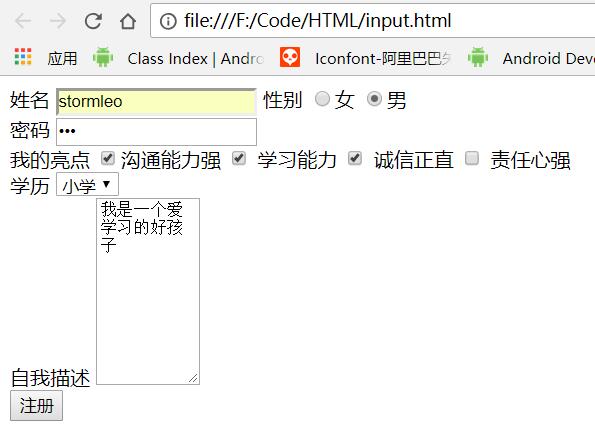 file:///F:/Code/HTML/input.html
应用 Class Index | Andro Iconfont-阿里巴巴 Android Deve
姓名 stormleo 性别 女 男
密码 •••
我的亮点 沟通能力强 学习能力 诚信正直 责任心强
学历 小学
我是一个爱
学习的好孩
子
自我描述
注册